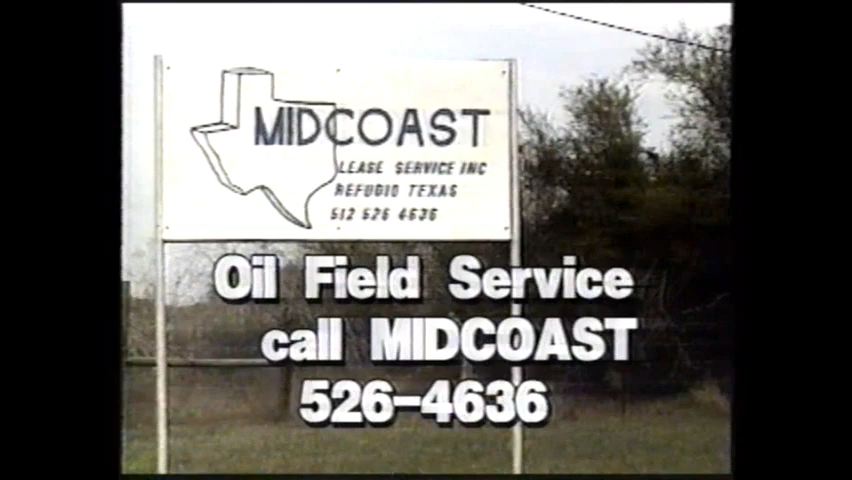 MIDCOAST
LEASE SERVICE INC
REFUGIO TEXAS
512 526 4636
Oil Field Service
call MIDCOAST
526-4636